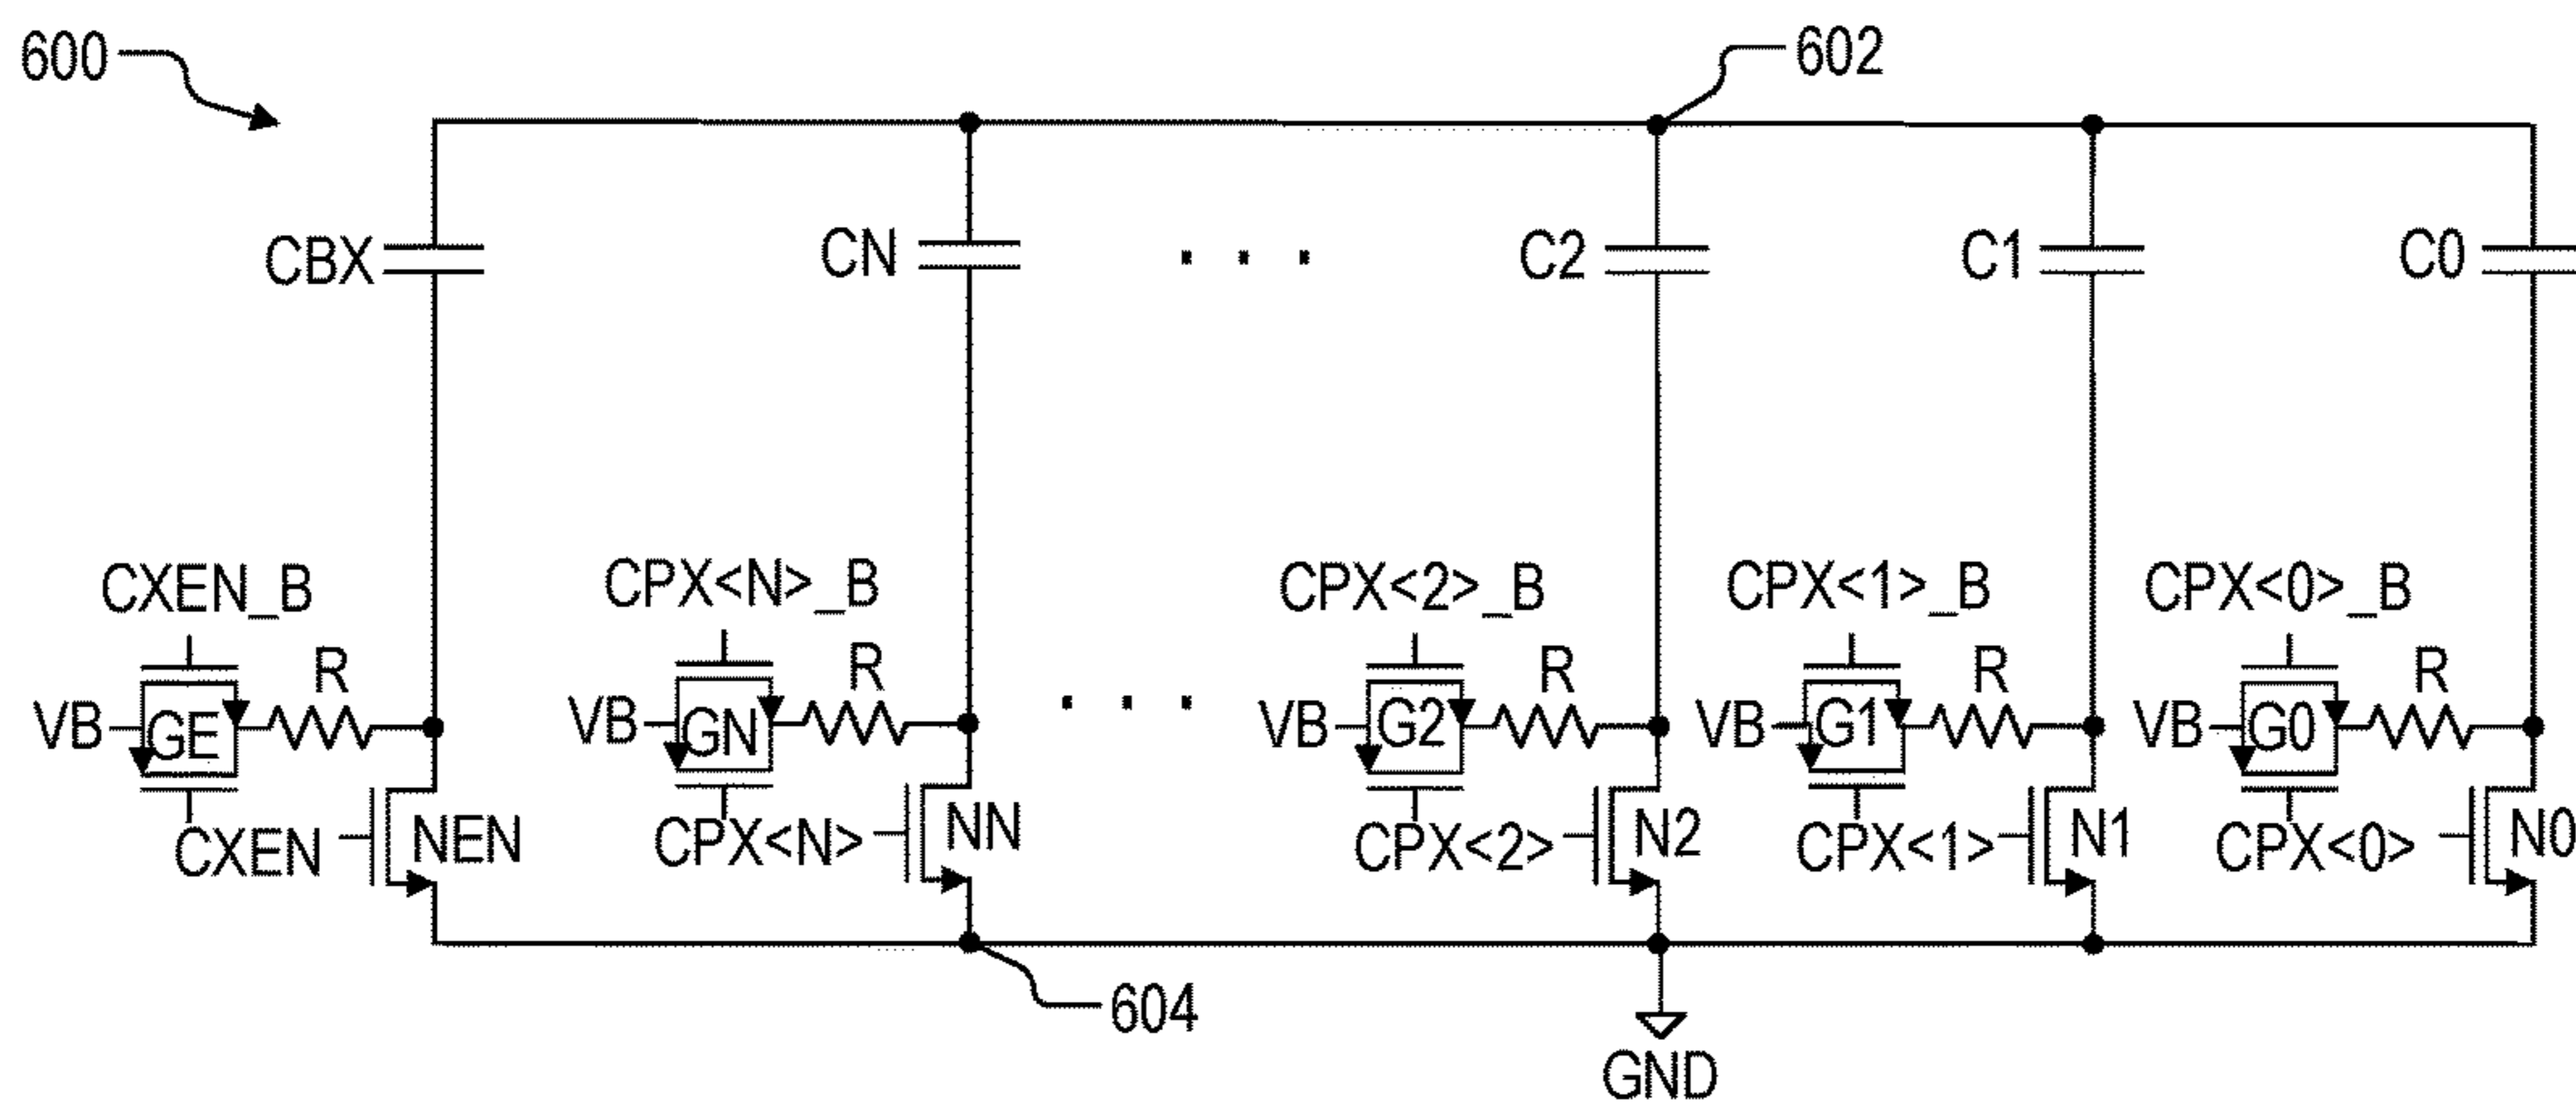 600
602
CBX
CN
. . .
C2
C1
C0
CXEN_B
CPX<N>_B
CPX<2>_B
CPX<1>_B
CPX<0>_B
R
R
R
R
R
VB
GE
VB
GN
. . .
VB
G2
VB
G1
VB
G0
CXEN
NEN
CPX<N>
NN
CPX<2>
N2
CPX<1>
N1
CPX<0>
N0
604
GND